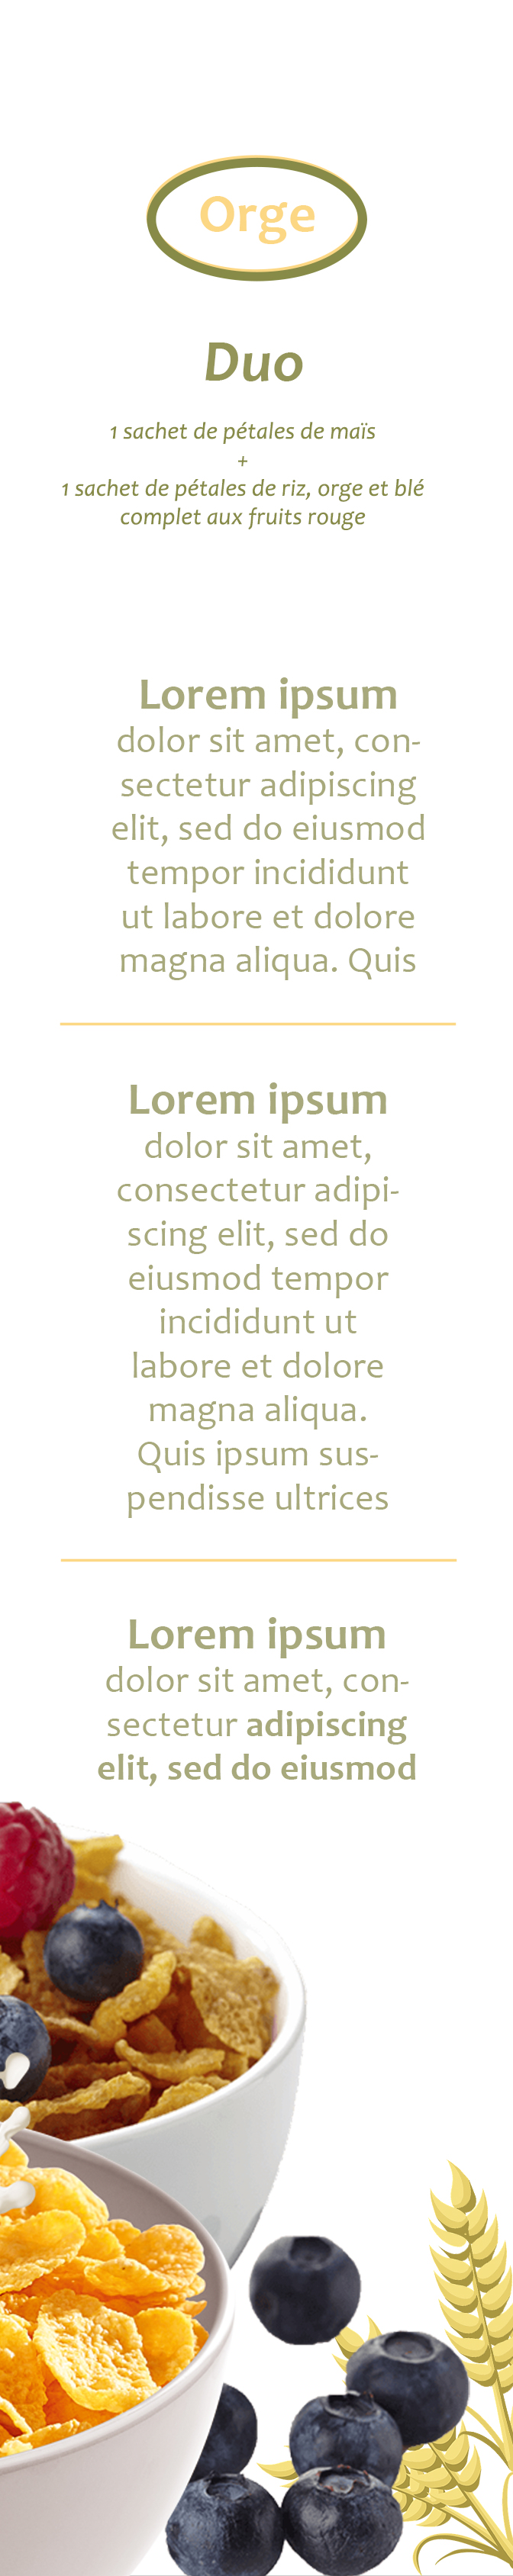 Orge
Duo
1 sachet de pétales de maïs
+
1 sachet de pétales de riz, orge et blé
complet aux fruits rouge
Lorem ipsum
dolor sit amet, con-
sectetur adipiscing
elit, sed do eiusmod
tempor incididunt
ut labore et dolore
magna aliqua. Quis
Lorem ipsum
dolor sit amet,
consectetur adipi-
scing elit, sed do
eiusmod tempor
incididunt ut
labore et dolore
magna aliqua.
Quis ipsum sus-
pendisse ultrices
Lorem ipsum
dolor sit amet, con-
sectetur adipiscing
elit, sed do eiusmod